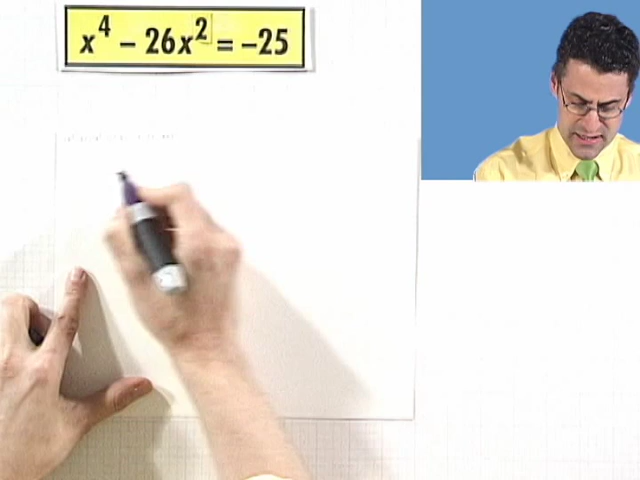 x⁴ − 26x² = −25